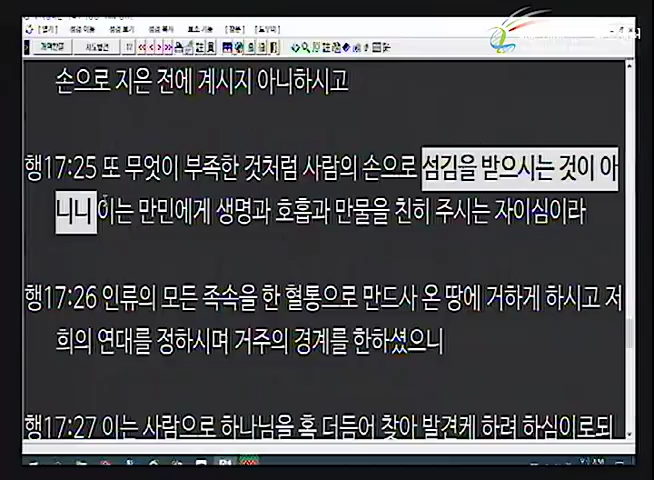 손으로 지은 전에 계시지 아니하시고
행17:25 또 무엇이 부족한 것처럼 사람의 손으로 섬김을 받으시는 것이 아
니니 이는 만민에게 생명과 호흡과 만물을 친히 주시는 자이심이라
행17:26 인류의 모든 족속을 한 혈통으로 만드사 온 땅에 거하게 하시고 저
희의 연대를 정하시며 거주의 경계를 한하셨으니
행17:27 이는 사람으로 하나님을 혹 더듬어 찾아 발견케 하려 하심이로되